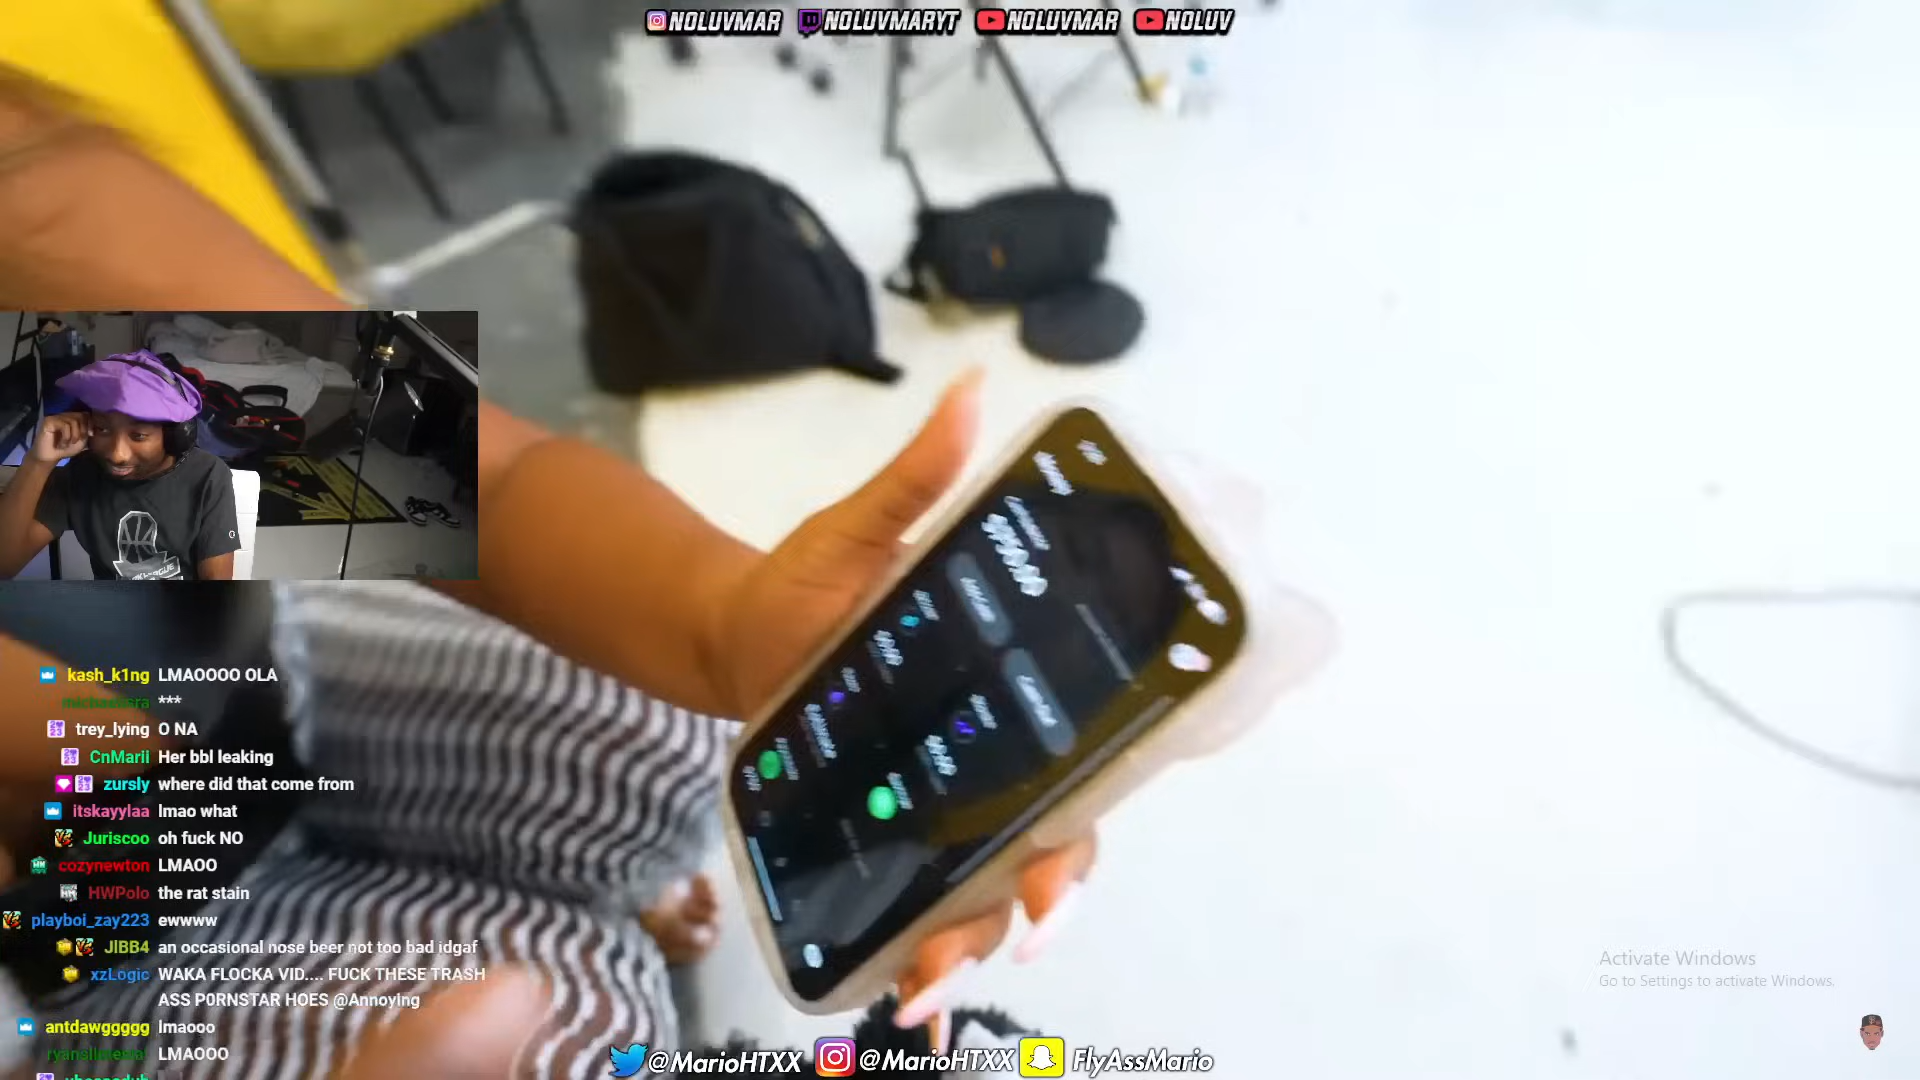 NOLUVMAR NOLUVMARYT NOLUVMAR NOLUV
kash_k1ng LMAOOOO OLA
***
trey_lying O NA
CnMarii Her bbl leaking
zursly where did that come from
itskayylaa lmao what
Juriscoo oh fuck NO
cozynewton LMAOO
HWPolo the rat stain
playboi_zay223 ewwww
JIBB4 an occasional nose beer not too bad idgaf
xzLogic WAKA FLOCKA VID.... FUCK THESE TRASH
ASS P0RNSTAR HOES @Annoying
antdawggggg lmaooo
LMAOOO
Activate Windows
Go to Settings to activate Windows.
@MarioHTXX @MarioHTXX FlyAssMario